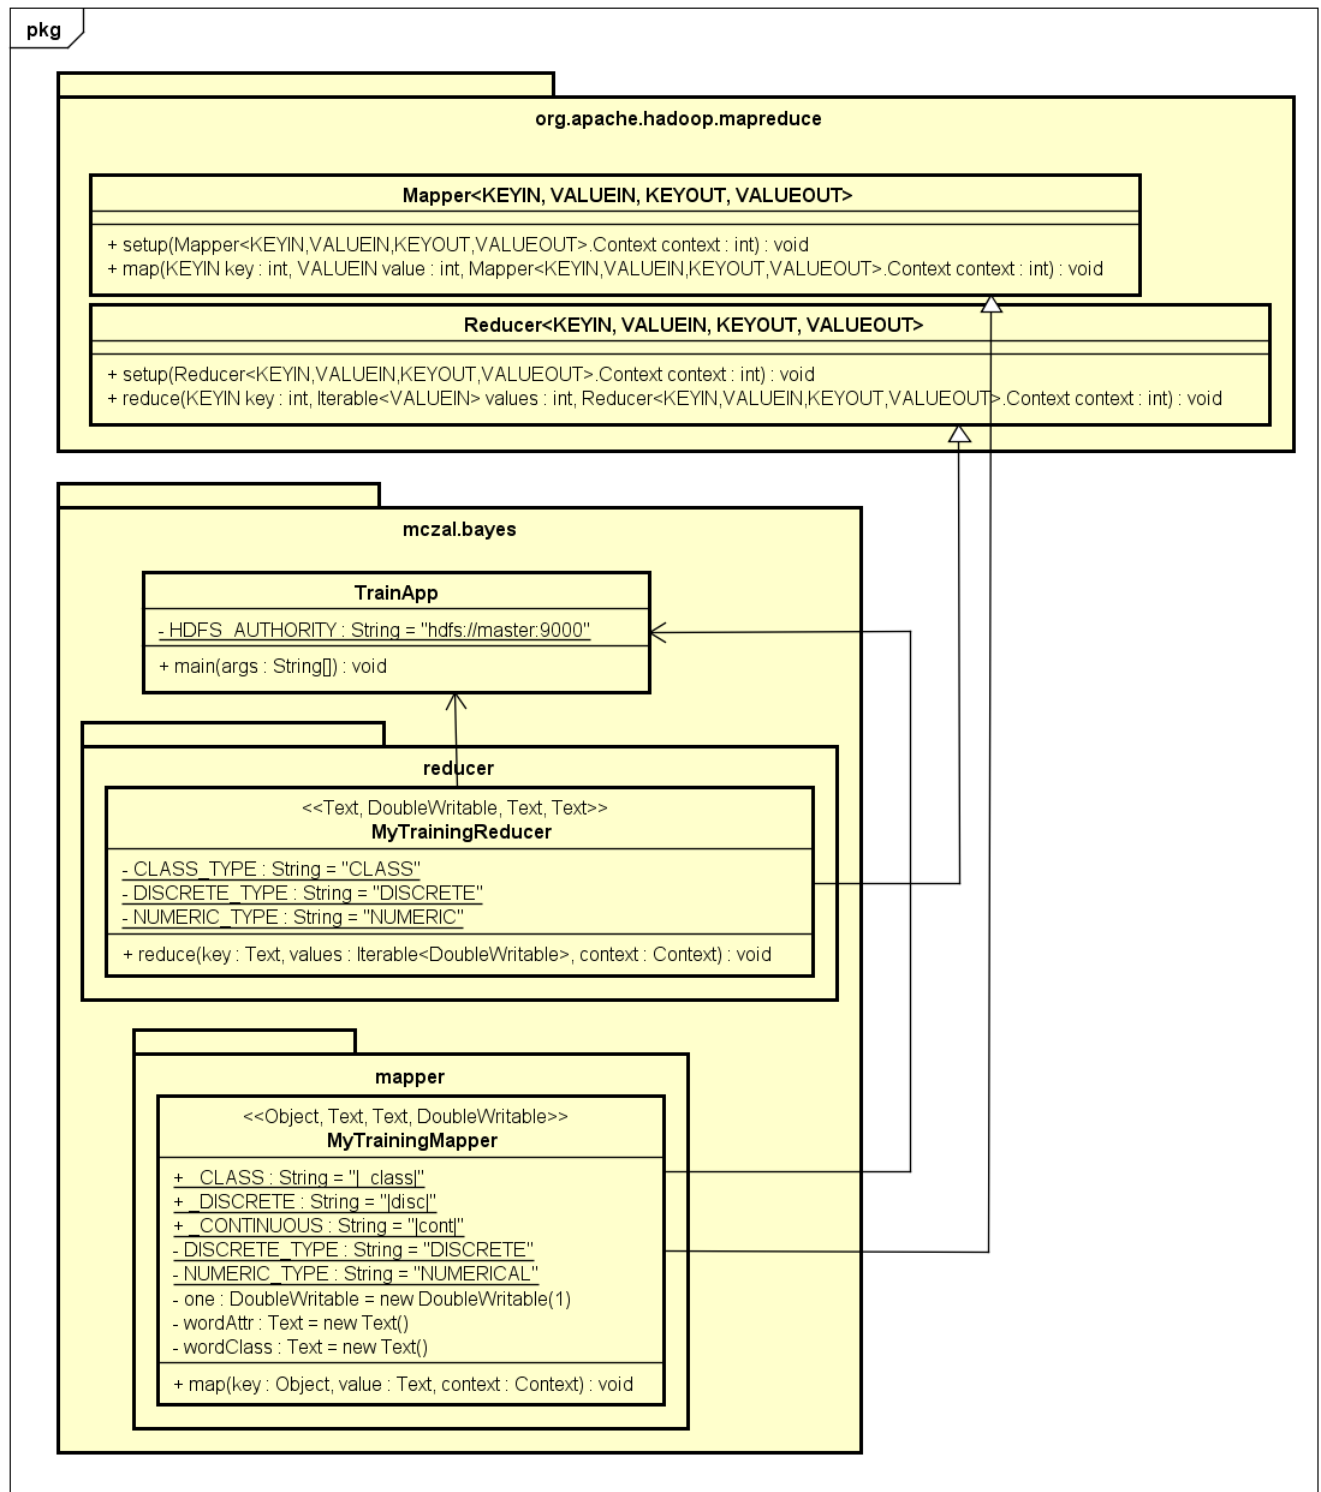 pkg
org.apache.hadoop.mapreduce
Mapper<KEYIN, VALUEIN, KEYOUT, VALUEOUT>
+ setup(Mapper<KEYIN,VALUEIN,KEYOUT,VALUEOUT>.Context context : int) : void
+ map(KEYIN key : int, VALUEIN value : int, Mapper<KEYIN,VALUEIN,KEYOUT,VALUEOUT>.Context context : int) : void
Reducer<KEYIN, VALUEIN, KEYOUT, VALUEOUT>
+ setup(Reducer<KEYIN,VALUEIN,KEYOUT,VALUEOUT>.Context context : int) : void
+ reduce(KEYIN key : int, Iterable<VALUEIN> values : int, Reducer<KEYIN,VALUEIN,KEYOUT,VALUEOUT>.Context context : int) : void
mczal.bayes
TrainApp
- HDFS_AUTHORITY : String = "hdfs://master:9000"
+ main(args : String[]) : void
reducer
<<Text, DoubleWritable, Text, Text>>
MyTrainingReducer
- CLASS_TYPE : String = "CLASS"
- DISCRETE_TYPE : String = "DISCRETE"
- NUMERIC_TYPE : String = "NUMERIC"
+ reduce(key : Text, values : Iterable<DoubleWritable>, context : Context) : void
mapper
<<Object, Text, Text, DoubleWritable>>
MyTrainingMapper
+ _CLASS : String = "|_class|"
+ _DISCRETE : String = "|disc|"
+ _CONTINUOUS : String = "|cont|"
- DISCRETE_TYPE : String = "DISCRETE"
- NUMERIC_TYPE : String = "NUMERICAL"
- one : DoubleWritable = new DoubleWritable(1)
- wordAttr : Text = new Text()
- wordClass : Text = new Text()
+ map(key : Object, value : Text, context : Context) : void